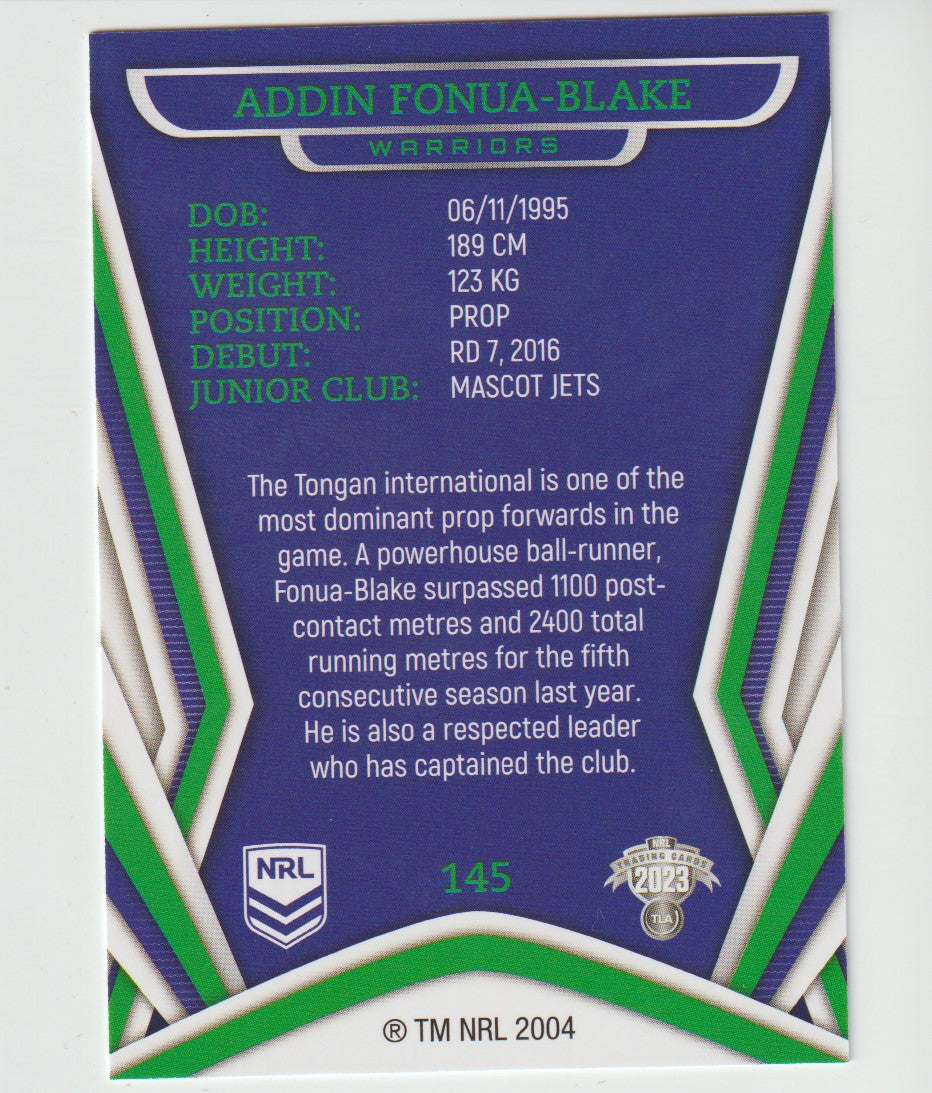 ADDIN FONUA-BLAKE
WARRIORS
DOB: 06/11/1995
HEIGHT: 189 CM
WEIGHT: 123 KG
POSITION: PROP
DEBUT: RD 7, 2016
JUNIOR CLUB: MASCOT JETS
The Tongan international is one of the
most dominant prop forwards in the
game. A powerhouse ball-runner,
Fonua-Blake surpassed 1100 post-
contact metres and 2400 total
running metres for the fifth
consecutive season last year.
He is also a respected leader
who has captained the club.
NRL
145
NRL
TRADING CARDS
2023
TLA
® TM NRL 2004